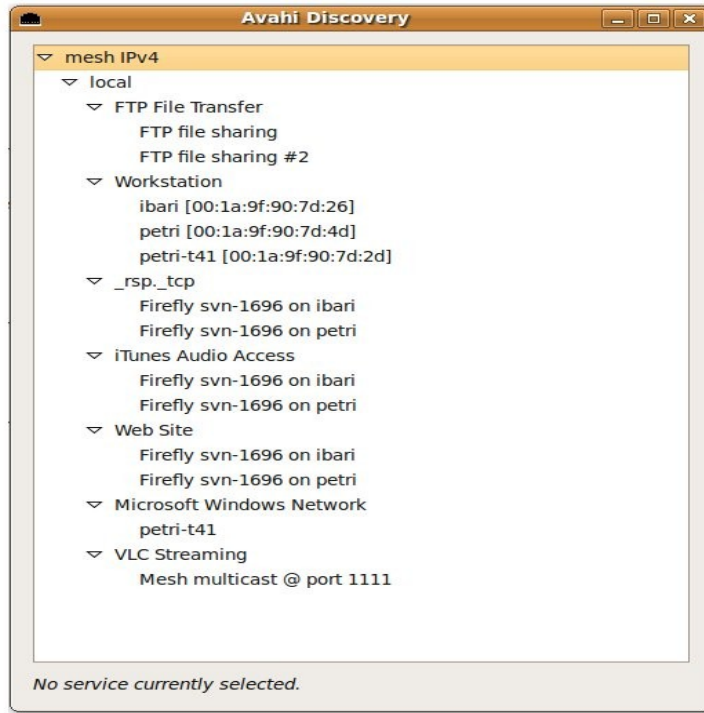 Avahi Discovery
mesh IPv4
local
FTP File Transfer
FTP file sharing
FTP file sharing #2
Workstation
ibari [00:1a:9f:90:7d:26]
petri [00:1a:9f:90:7d:4d]
petri-t41 [00:1a:9f:90:7d:2d]
_rsp._tcp
Firefly svn-1696 on ibari
Firefly svn-1696 on petri
iTunes Audio Access
Firefly svn-1696 on ibari
Firefly svn-1696 on petri
Web Site
Firefly svn-1696 on ibari
Firefly svn-1696 on petri
Microsoft Windows Network
petri-t41
VLC Streaming
Mesh multicast @ port 1111
No service currently selected.